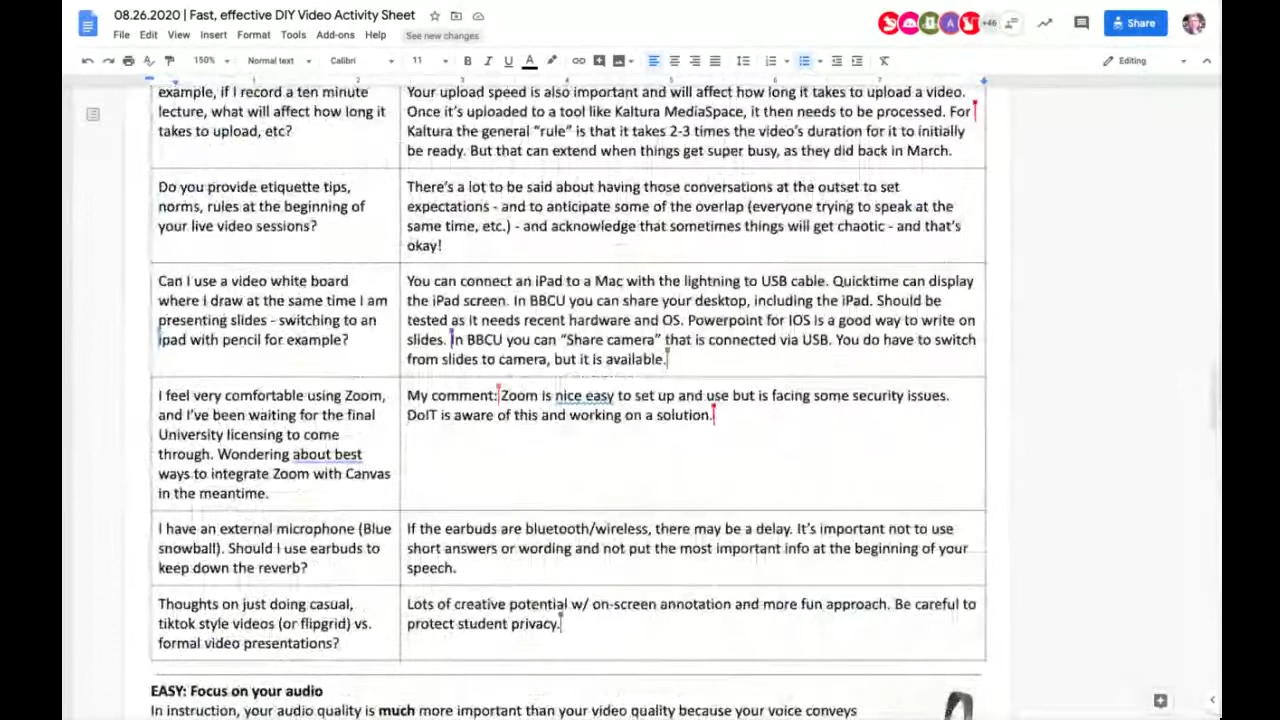 08.26.2020 | Fast, effective DIY Video Activity Sheet
+46
Share
File Edit View Insert Format Tools Add-ons Help See new changes
150% Normal text Calibri 11 B I U A Editing
1 2 3 4 5 6 7
example, if I record a ten minute
lecture, what will affect how long it
takes to upload, etc?
Your upload speed is also important and will affect how long it takes to upload a video.
Once it's uploaded to a tool like Kaltura MediaSpace, it then needs to be processed. For
Kaltura the general “rule” is that it takes 2-3 times the video's duration for it to initially
be ready. But that can extend when things get super busy, as they did back in March.
Do you provide etiquette tips,
norms, rules at the beginning of
your live video sessions?
There's a lot to be said about having those conversations at the outset to set
expectations - and to anticipate some of the overlap (everyone trying to speak at the
same time, etc.) - and acknowledge that sometimes things will get chaotic - and that's
okay!
Can I use a video white board
where I draw at the same time I am
presenting slides - switching to an
ipad with pencil for example?
You can connect an iPad to a Mac with the lightning to USB cable. Quicktime can display
the iPad screen. In BBCU you can share your desktop, including the iPad. Should be
tested as it needs recent hardware and OS. Powerpoint for IOS is a good way to write on
slides. In BBCU you can “Share camera” that is connected via USB. You do have to switch
from slides to camera, but it is available.
I feel very comfortable using Zoom,
and I've been waiting for the final
University licensing to come
through. Wondering about best
ways to integrate Zoom with Canvas
in the meantime.
My comment: Zoom is nice easy to set up and use but is facing some security issues.
DoIT is aware of this and working on a solution.
I have an external microphone (Blue
snowball). Should I use earbuds to
keep down the reverb?
If the earbuds are bluetooth/wireless, there may be a delay. It's important not to use
short answers or wording and not put the most important info at the beginning of your
speech.
Thoughts on just doing casual,
tiktok style videos (or flipgrid) vs.
formal video presentations?
Lots of creative potential w/ on-screen annotation and more fun approach. Be careful to
protect student privacy.
EASY: Focus on your audio
In instruction, your audio quality is much more important than your video quality because your voice conveys